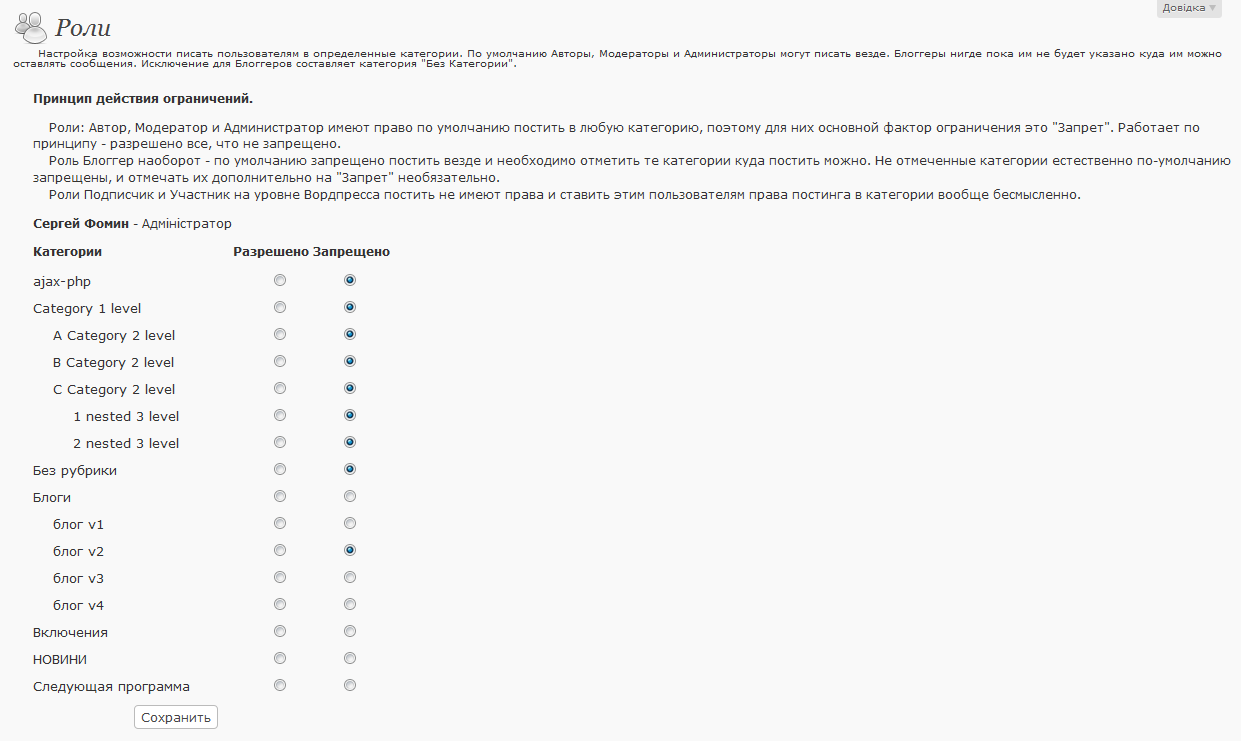 Довідка
Роли
Настройка возможности писать пользователям в определенные категории. По умолчанию Авторы, Модераторы и Администраторы могут писать везде. Блоггеры нигде пока им не будет указано куда им можно
оставлять сообщения. Исключение для Блоггеров составляет категория "Без Категории".
Принцип действия ограничений.
Роли: Автор, Модератор и Администратор имеют право по умолчанию постить в любую категорию, поэтому для них основной фактор ограничения это "Запрет". Работает по
принципу - разрешено все, что не запрещено.
Роль Блоггер наоборот - по умолчанию запрещено постить везде и необходимо отметить те категории куда постить можно. Не отмеченные категории естественно по-умолчанию
запрещены, и отмечать их дополнительно на "Запрет" необязательно.
Роли Подписчик и Участник на уровне Вордпресса постить не имеют права и ставить этим пользователям права постинга в категории вообще бесмысленно.
Сергей Фомин - Адміністратор
Категории Разрешено Запрещено
ajax-php
Category 1 level
A Category 2 level
B Category 2 level
C Category 2 level
1 nested 3 level
2 nested 3 level
Без рубрики
Блоги
блог v1
блог v2
блог v3
блог v4
Включения
НОВИНИ
Следующая программа
Сохранить